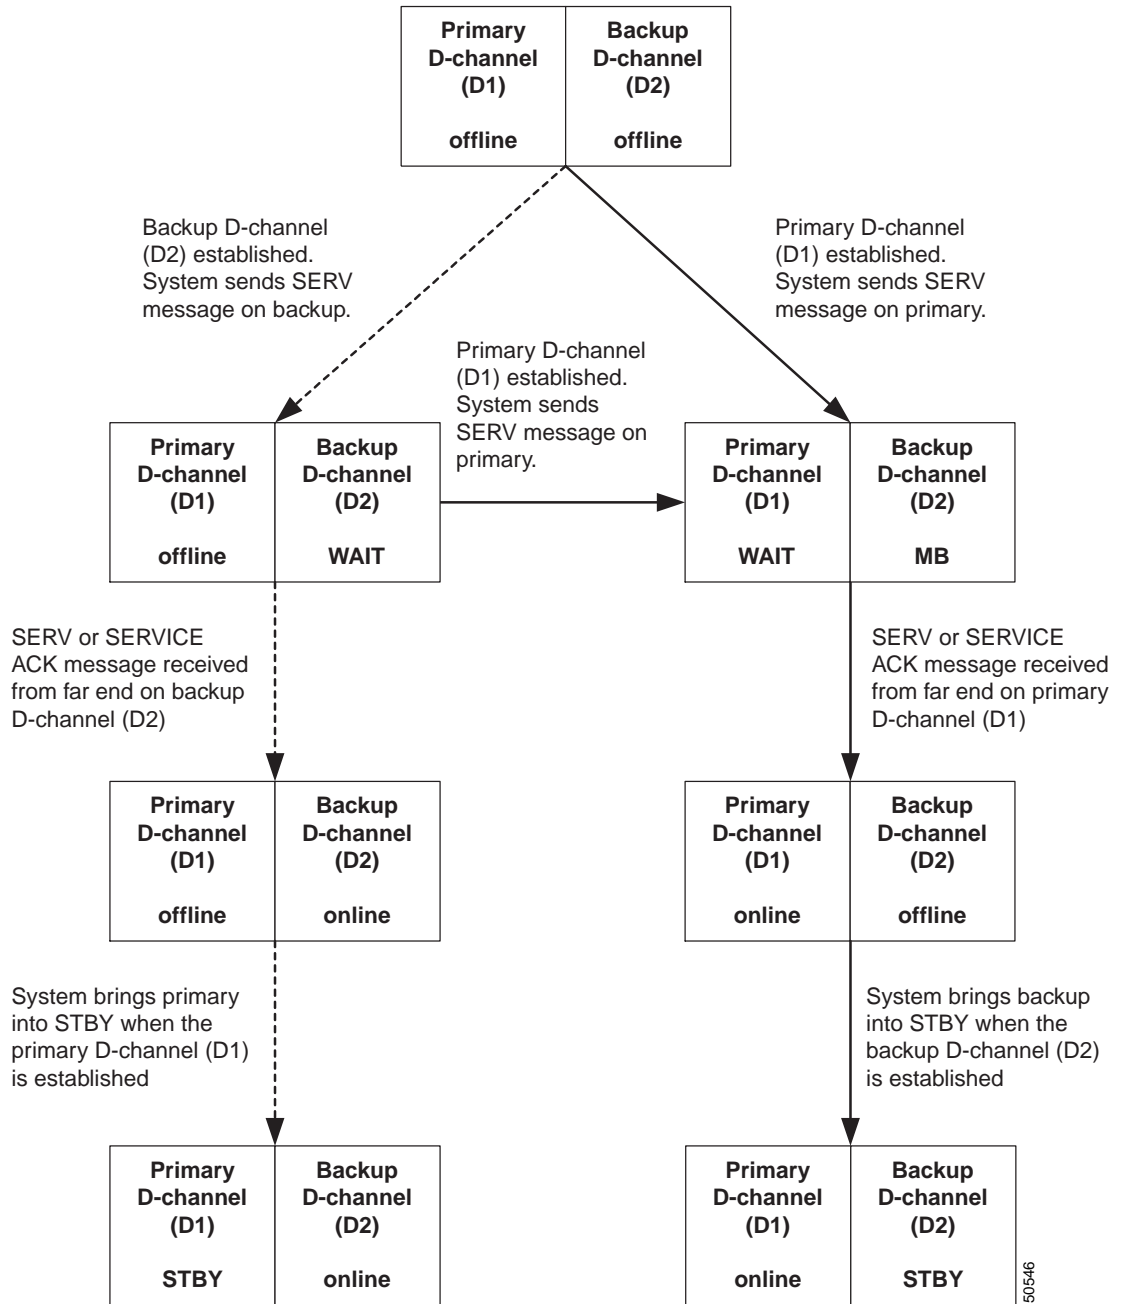 Primary
D-channel
(D1)
offline
Backup
D-channel
(D2)
offline
Backup D-channel
(D2) established.
System sends SERV
message on backup.
Primary D-channel
(D1) established.
System sends SERV
message on primary.
Primary D-channel
(D1) established.
System sends
SERV message on
primary.
Primary
D-channel
(D1)
offline
Backup
D-channel
(D2)
WAIT
Primary
D-channel
(D1)
WAIT
Backup
D-channel
(D2)
MB
SERV or SERVICE
ACK message received
from far end on backup
D-channel (D2)
SERV or SERVICE
ACK message received
from far end on primary
D-channel (D1)
Primary
D-channel
(D1)
offline
Backup
D-channel
(D2)
online
Primary
D-channel
(D1)
online
Backup
D-channel
(D2)
offline
System brings primary
into STBY when the
primary D-channel (D1)
is established
System brings backup
into STBY when the
backup D-channel (D2)
is established
Primary
D-channel
(D1)
STBY
Backup
D-channel
(D2)
online
Primary
D-channel
(D1)
online
Backup
D-channel
(D2)
STBY
50546